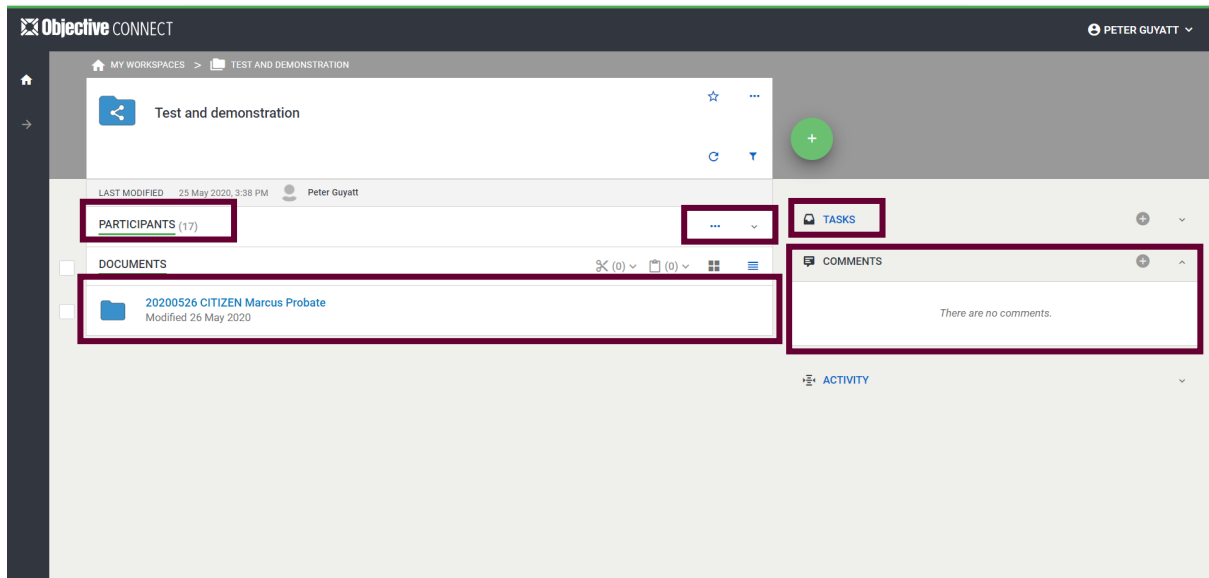 Objective CONNECT
PETER GUYATT
MY WORKSPACES > TEST AND DEMONSTRATION
Test and demonstration
LAST MODIFIED 25 May 2020, 3:38 PM Peter Guyatt
PARTICIPANTS (17)
DOCUMENTS (0) (0)
20200526 CITIZEN Marcus Probate
Modified 26 May 2020
TASKS
COMMENTS
There are no comments.
ACTIVITY